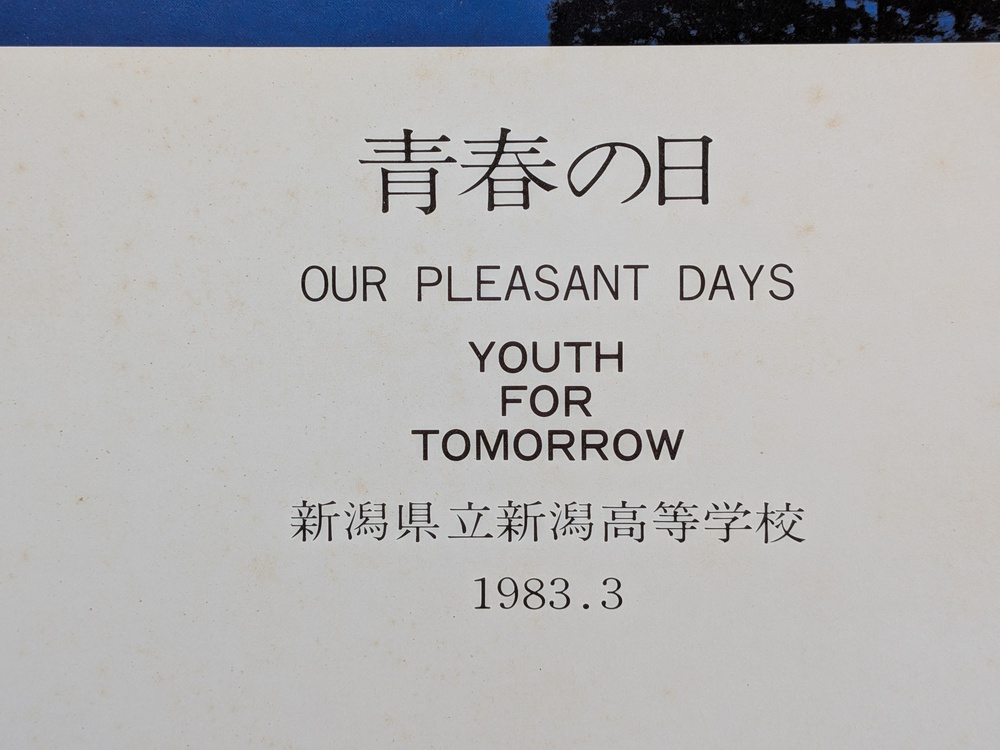 青春の日
OUR PLEASANT DAYS
YOUTH
FOR
TOMORROW
新潟県立新潟高等学校
1983.3